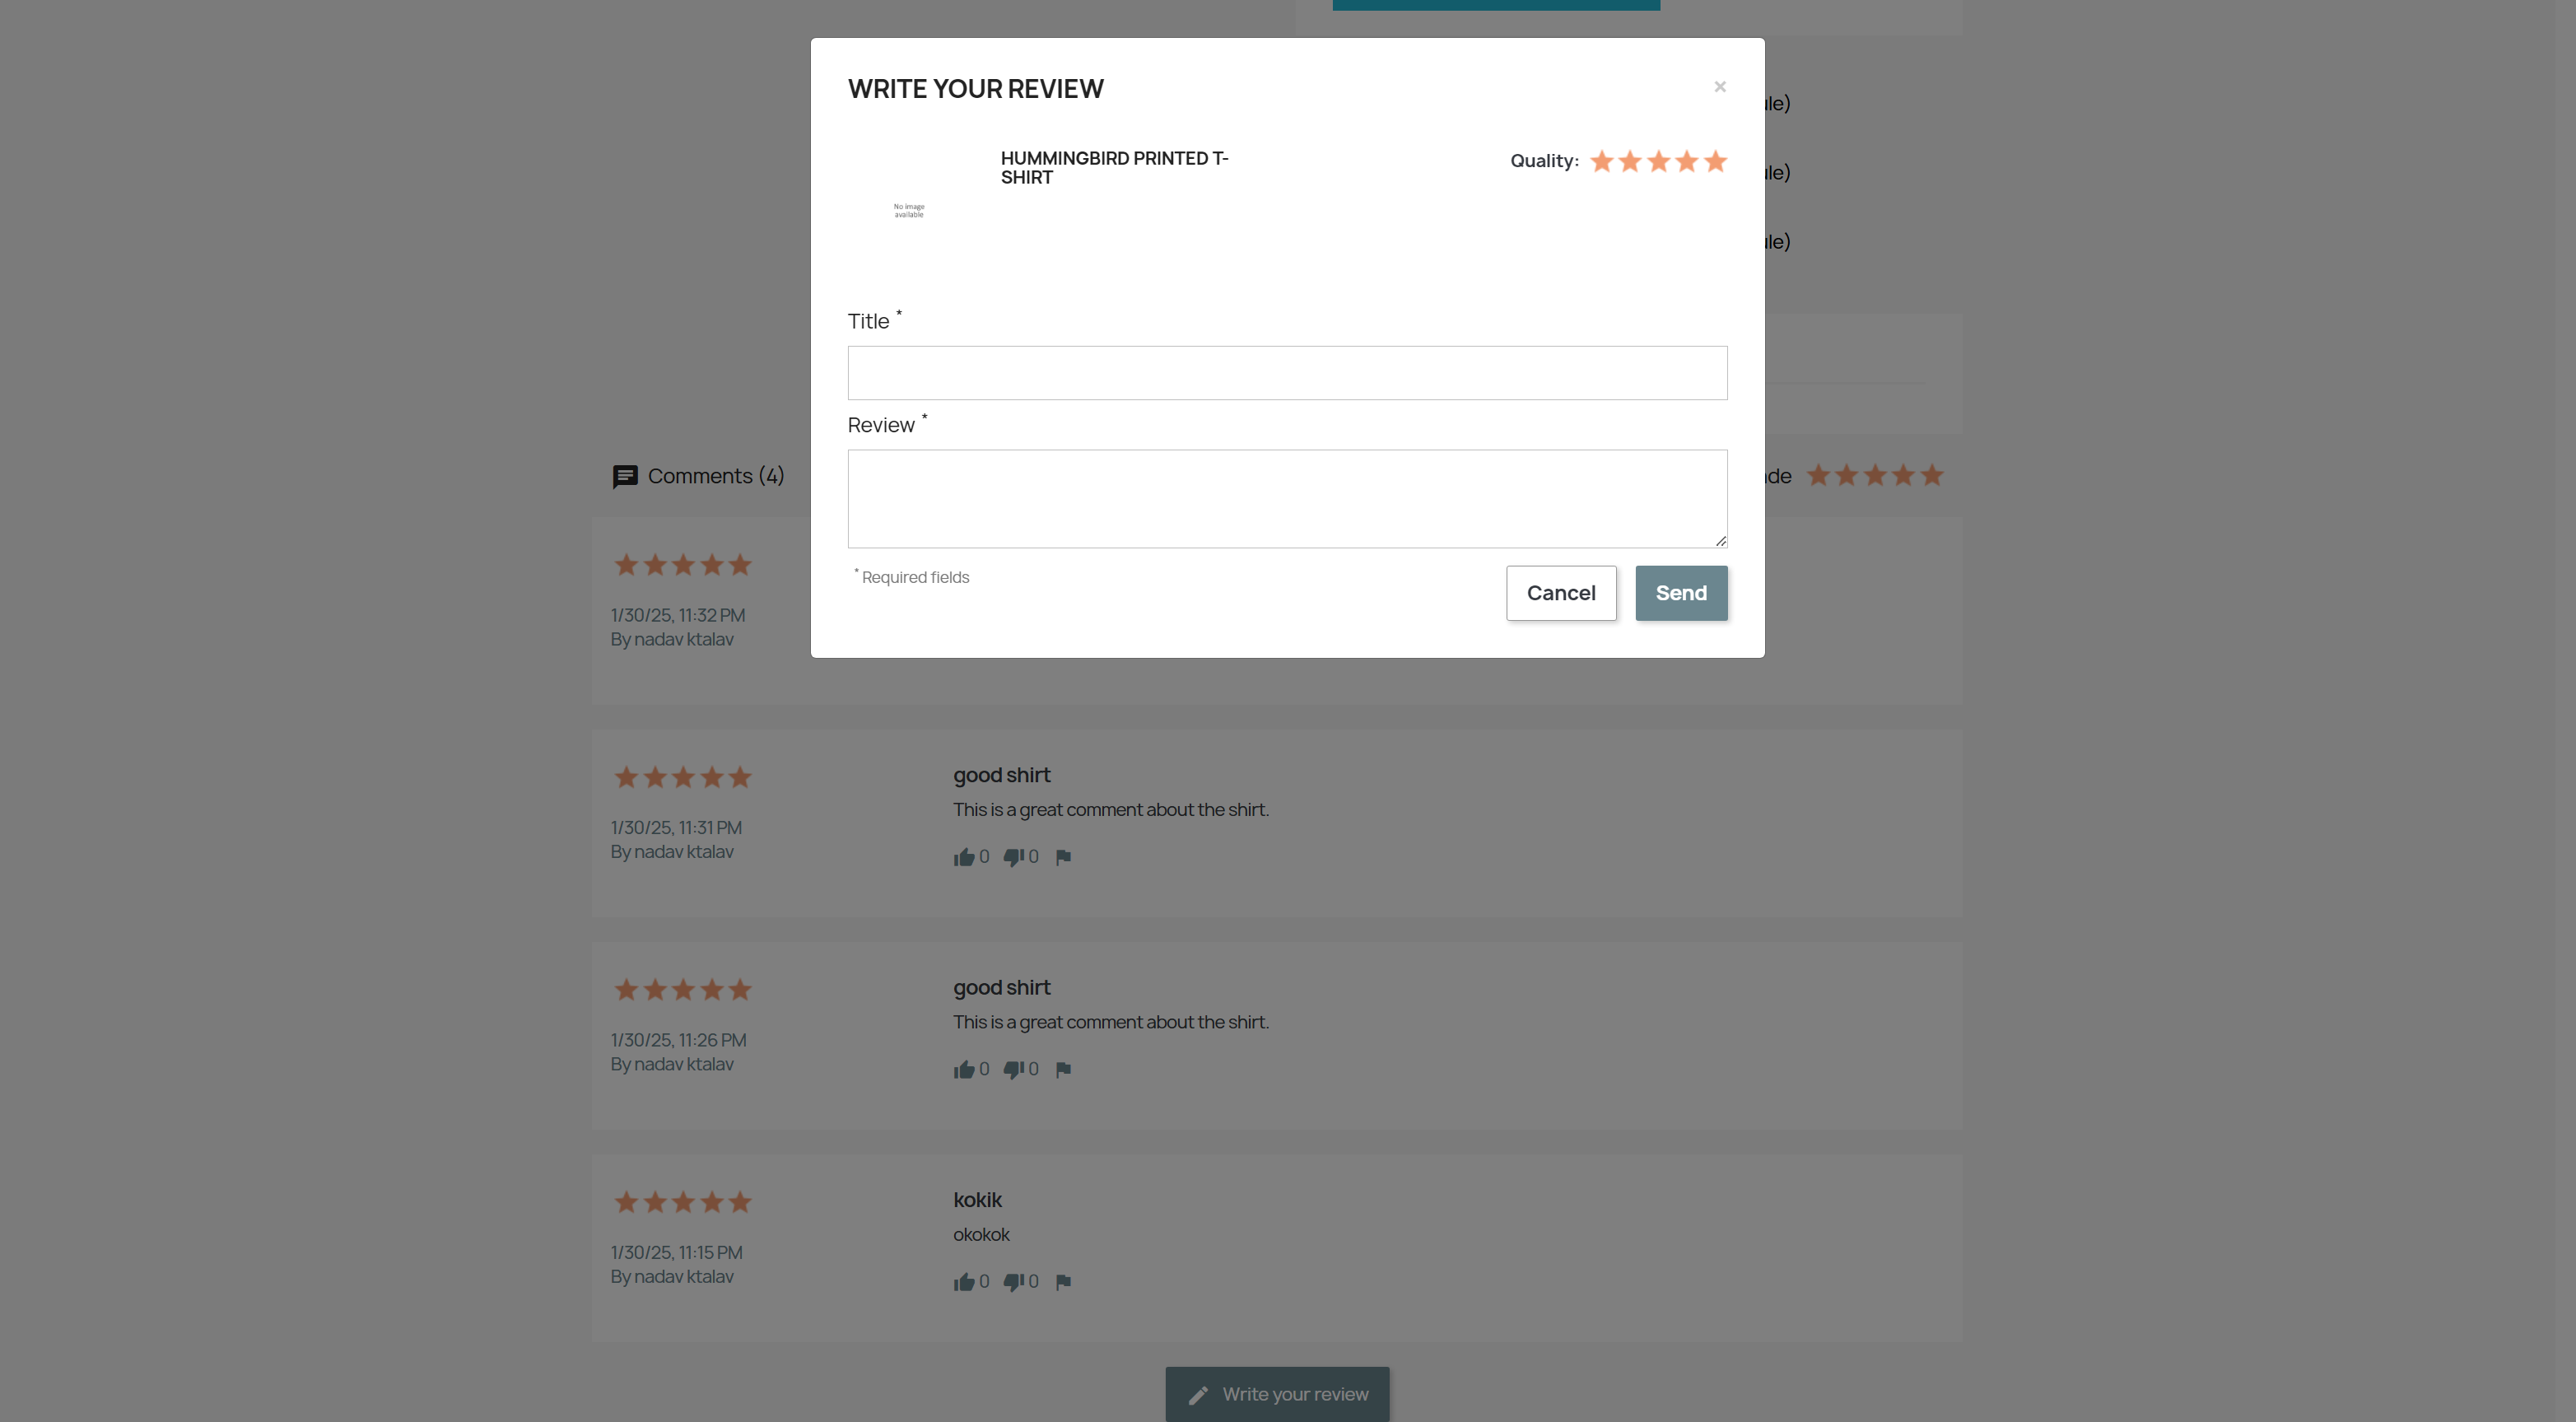 WRITE YOUR REVIEW
×
HUMMINGBIRD PRINTED T-
SHIRT
Quality:
No image
available
Title *
Review *
* Required fields
Cancel
Send
Comments (4)
1/30/25, 11:32 PM
By nadav ktalav
good shirt
This is a great comment about the shirt.
1/30/25, 11:31 PM
By nadav ktalav
0 0
good shirt
This is a great comment about the shirt.
1/30/25, 11:26 PM
By nadav ktalav
0 0
kokik
okokok
1/30/25, 11:15 PM
By nadav ktalav
0 0
Write your review